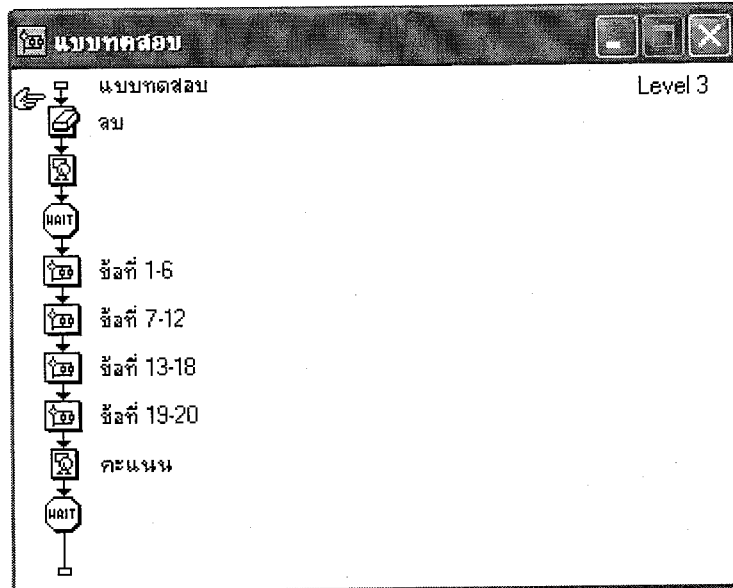 แบบทดสอบ
แบบทดสอบ Level 3
ลบ
WAIT
ข้อที่ 1-6
ข้อที่ 7-12
ข้อที่ 13-18
ข้อที่ 19-20
คะแนน
WAIT